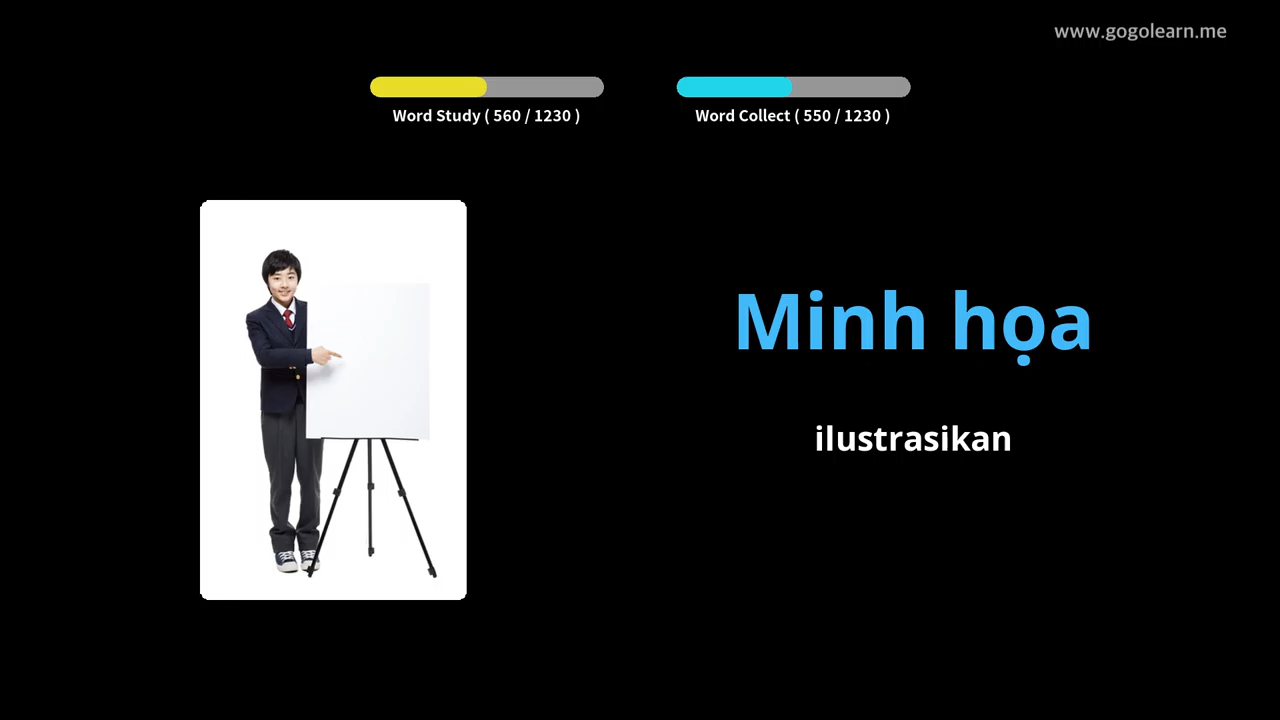 www.gogolearn.me
Word Study ( 560 / 1230 )
Word Collect ( 550 / 1230 )
Minh họa
ilustrasikan